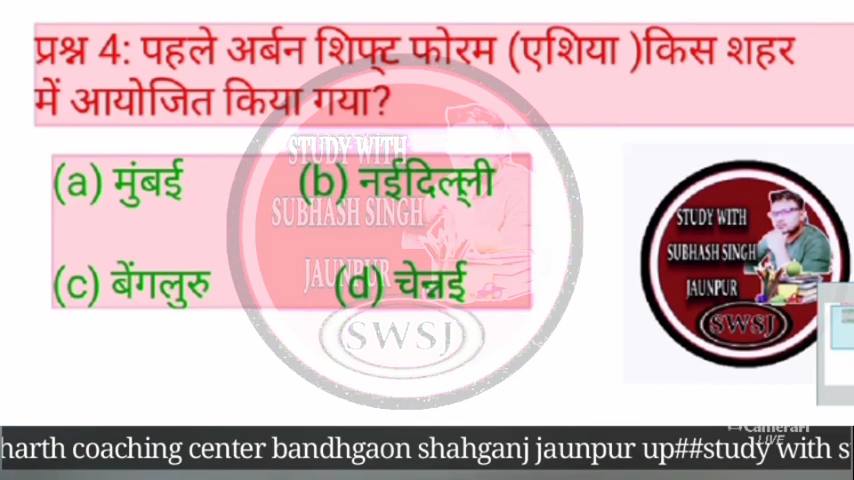 प्रश्न 4: पहले अर्बन शिफ्ट फोरम (एशिया )किस शहर
में आयोजित किया गया?
(a) मुंबई (b) नईदिल्ली
(c) बेंगलुरु (d) चेन्नई
STUDY WITH
SUBHASH SINGH
JAUNPUR
SWSJ
STUDY WITH
SUBHASH SINGH
JAUNPUR
SWSJ
LIVE
harth coaching center bandhgaon shahganj jaunpur up##study with s